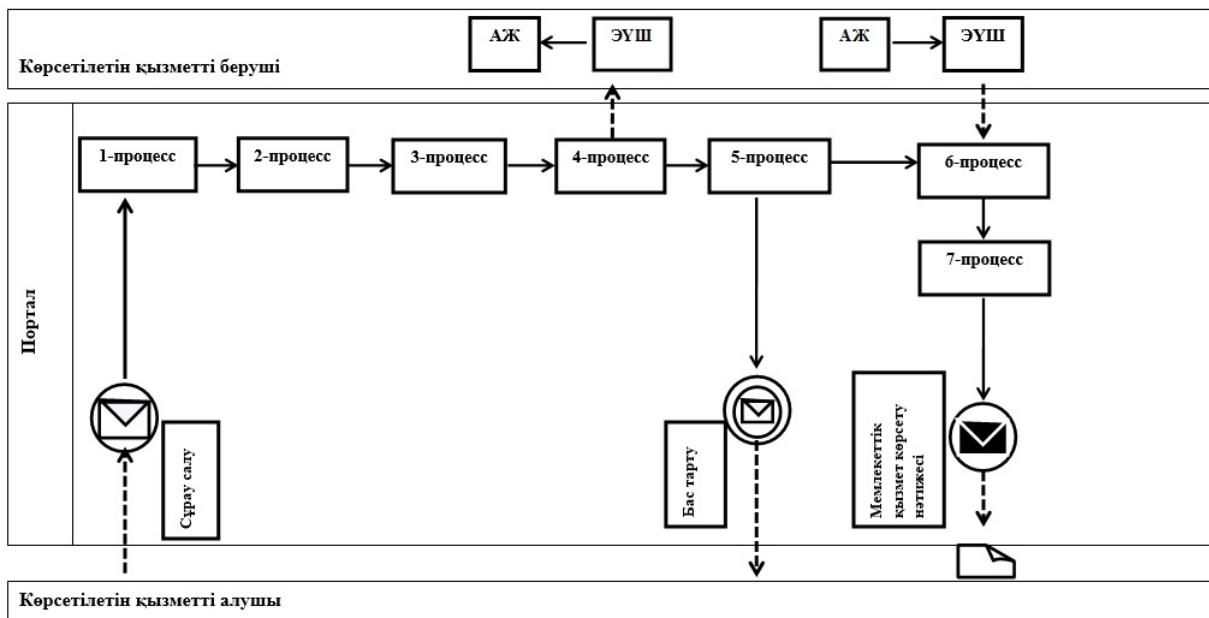 АЖ
ЭҮШ
АЖ
ЭҮШ
Көрсетілетін қызметті беруші
1-процесс
2-процесс
3-процесс
4-процесс
5-процесс
6-процесс
7-процесс
Портал
Сұрау салу
Бас тарту
Мемлекеттік
қызмет көрсету
нәтижесі
Көрсетілетін қызметті алушы